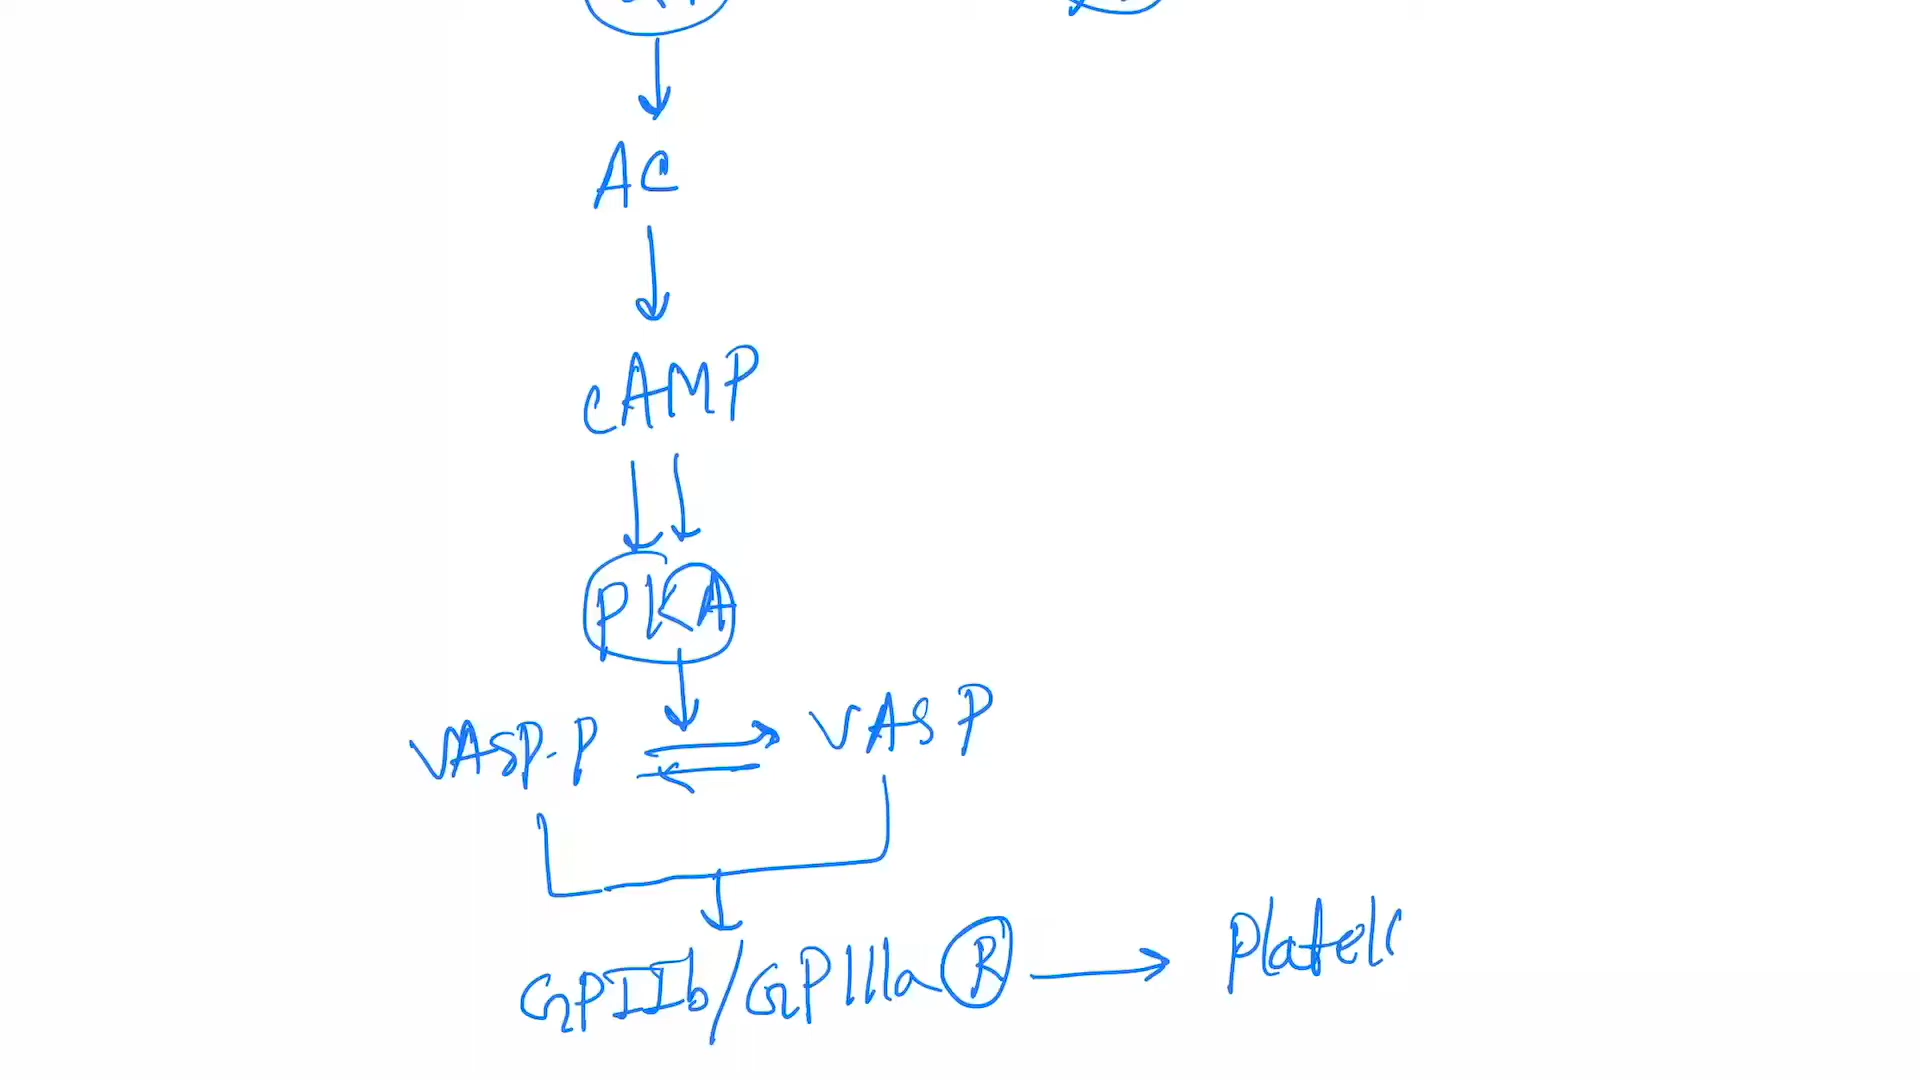 AC
cAMP
PKA
VASP-P ⇌ VASP
GPIIb/GPIIIa R → Platel